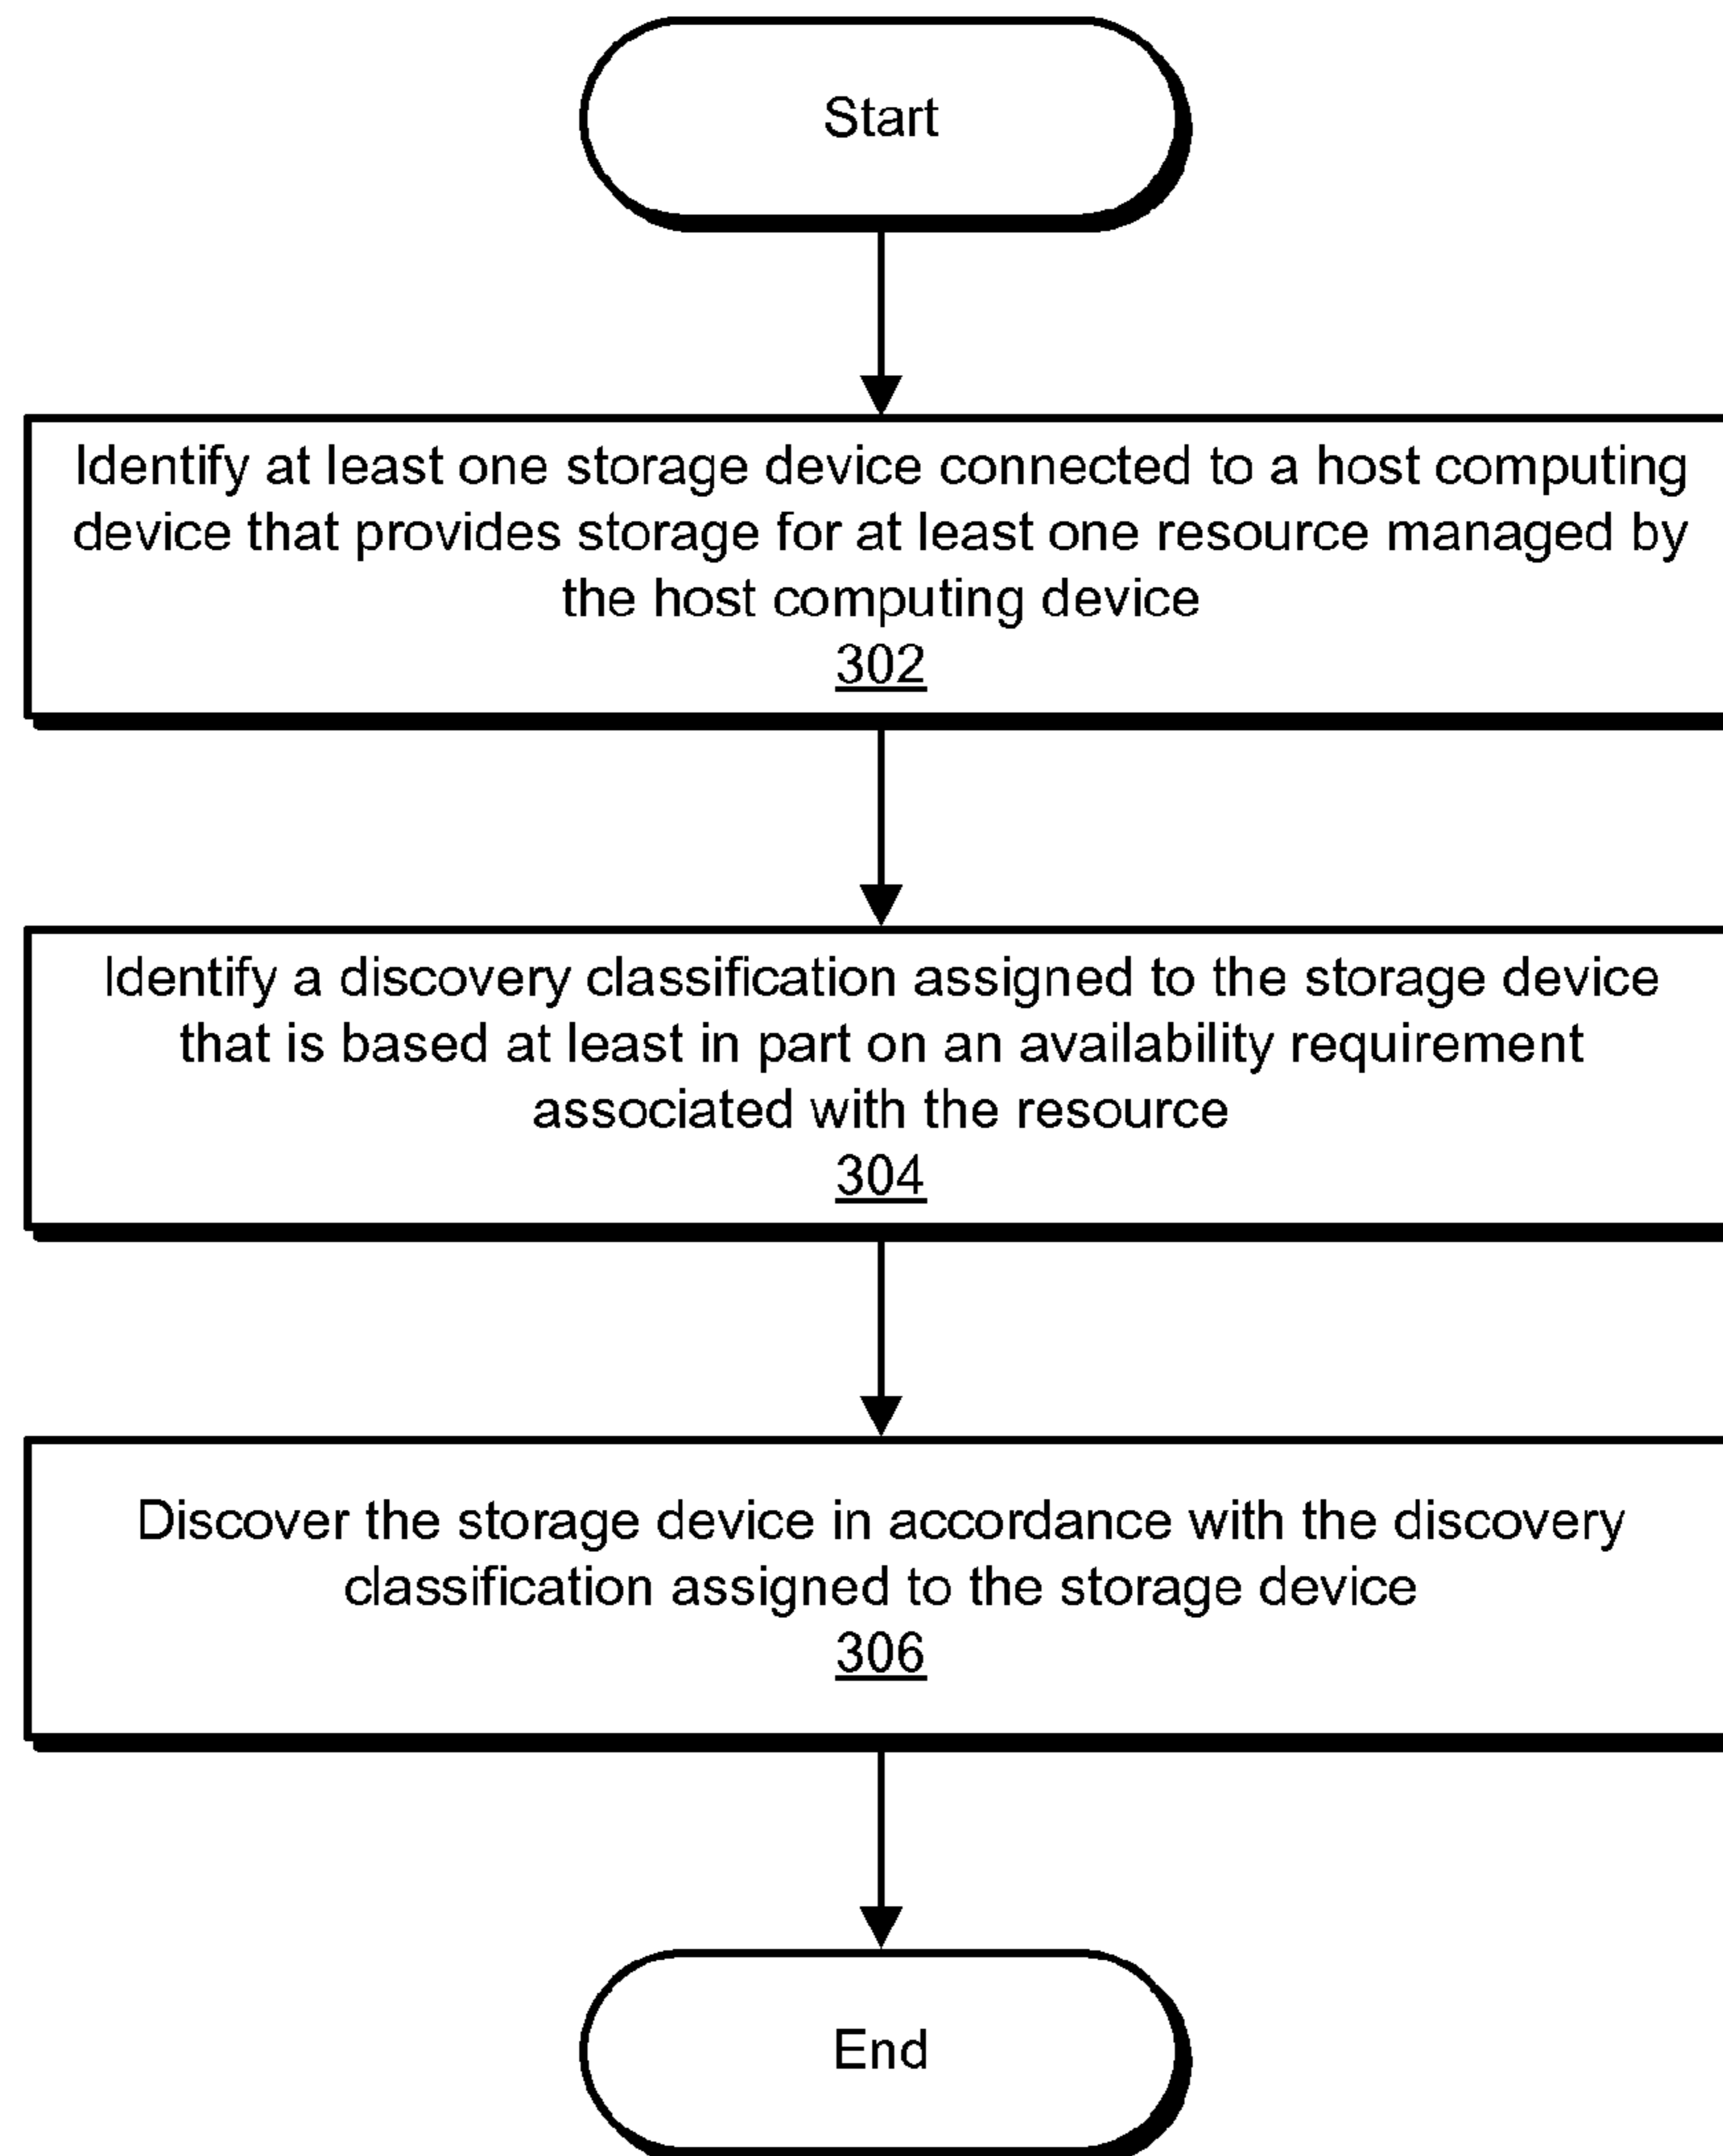 Start
Identify at least one storage device connected to a host computing
device that provides storage for at least one resource managed by
the host computing device
302
Identify a discovery classification assigned to the storage device
that is based at least in part on an availability requirement
associated with the resource
304
Discover the storage device in accordance with the discovery
classification assigned to the storage device
306
End